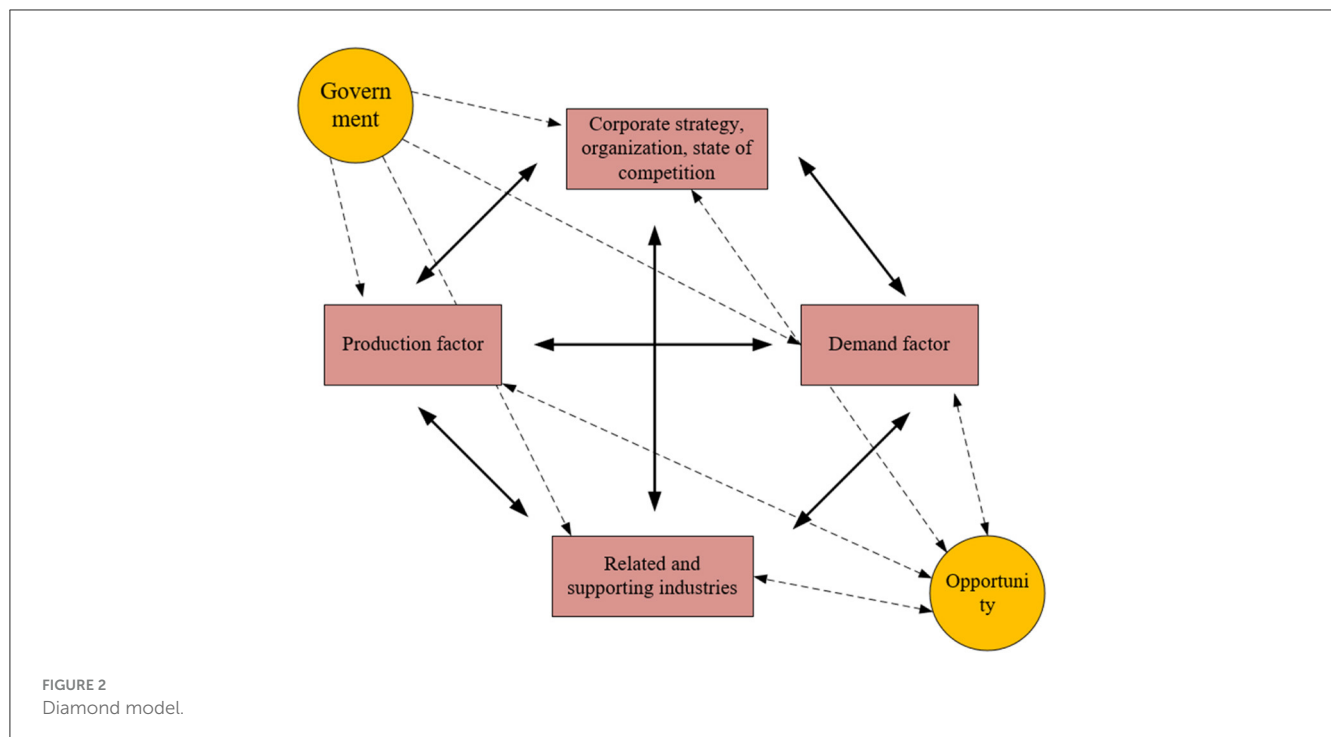 Govern
ment
Corporate strategy,
organization, state of
competition
Production factor
Demand factor
Related and
supporting industries
Opportuni
ty
FIGURE 2
Diamond model.